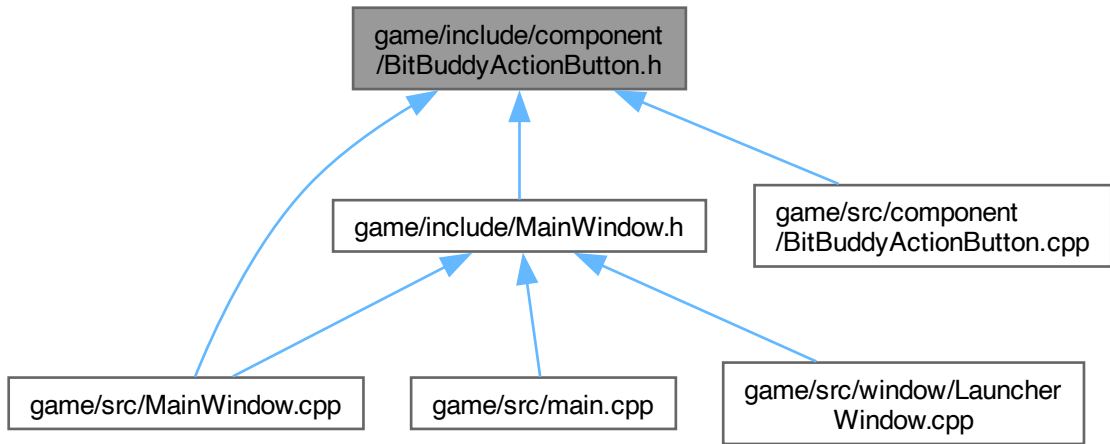 game/include/component
/BitBuddyActionButton.h
game/include/MainWindow.h
game/src/component
/BitBuddyActionButton.cpp
game/src/MainWindow.cpp
game/src/main.cpp
game/src/window/Launcher
Window.cpp